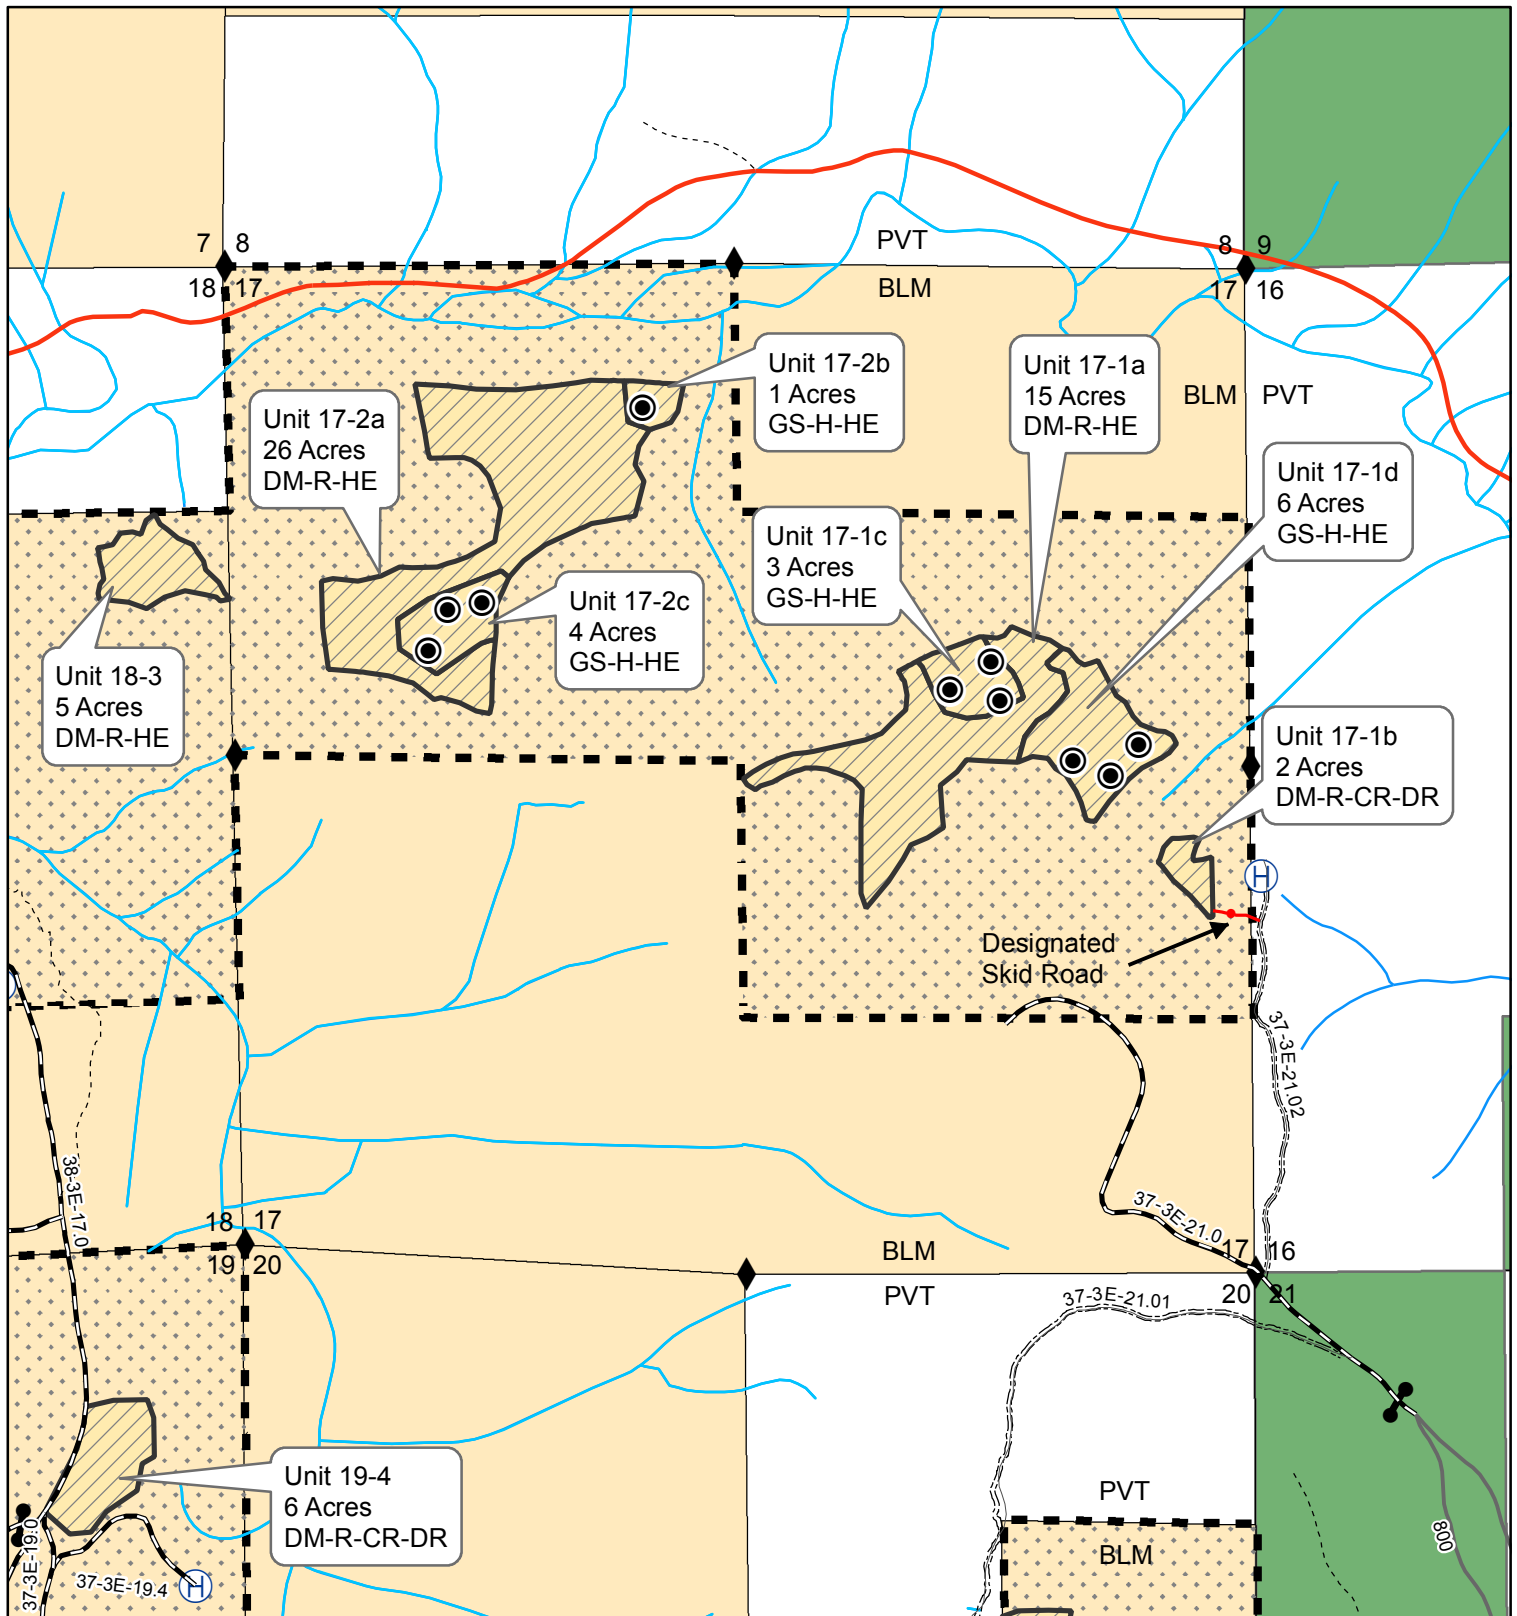 7 8
8 9
PVT
18 17
BLM
17 16
Unit 17-2b
1 Acres
GS-H-HE
Unit 17-1a
15 Acres
DM-R-HE
BLM PVT
Unit 17-2a
26 Acres
DM-R-HE
Unit 17-1d
6 Acres
GS-H-HE
Unit 17-1c
3 Acres
GS-H-HE
Unit 17-2c
4 Acres
GS-H-HE
Unit 18-3
5 Acres
DM-R-HE
Unit 17-1b
2 Acres
DM-R-CR-DR
H
Designated
Skid Road
37-3E-21.02
38-3E-17.0
37-3E-21.0
18 17
19 20
BLM
17 16
PVT
20 21
37-3E-21.01
Unit 19-4
6 Acres
DM-R-CR-DR
PVT
BLM
800
37-3E-19.0
37-3E-19.4
H